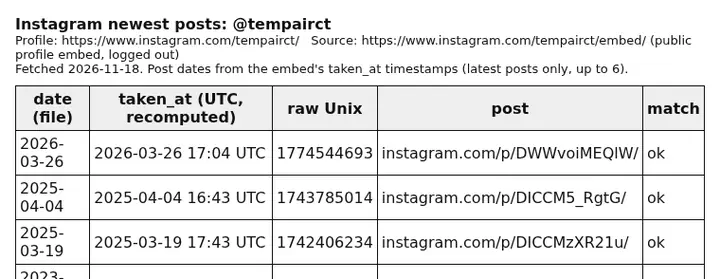 Instagram newest posts: @tempairct
Profile: https://www.instagram.com/tempairct/   Source: https://www.instagram.com/tempairct/embed/ (public
profile embed, logged out)
Fetched 2026-11-18. Post dates from the embed's taken_at timestamps (latest posts only, up to 6).
date (file) taken_at (UTC, recomputed) raw Unix post match
2026-03-26 2026-03-26 17:04 UTC 1774544693 instagram.com/p/DWWvoiMEQlW/ ok
2025-04-04 2025-04-04 16:43 UTC 1743785014 instagram.com/p/DICCM5_RgtG/ ok
2025-03-19 2025-03-19 17:43 UTC 1742406234 instagram.com/p/DICCMzXR21u/ ok
2023-